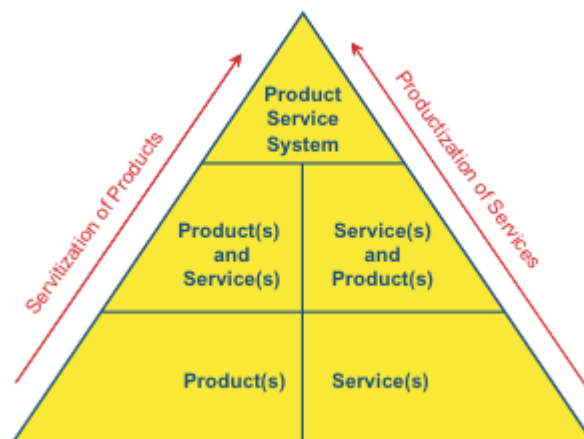 Product
Service
System
Servitization of Products
Productization of Services
Product(s)
and
Service(s)
Service(s)
and
Product(s)
Product(s)
Service(s)